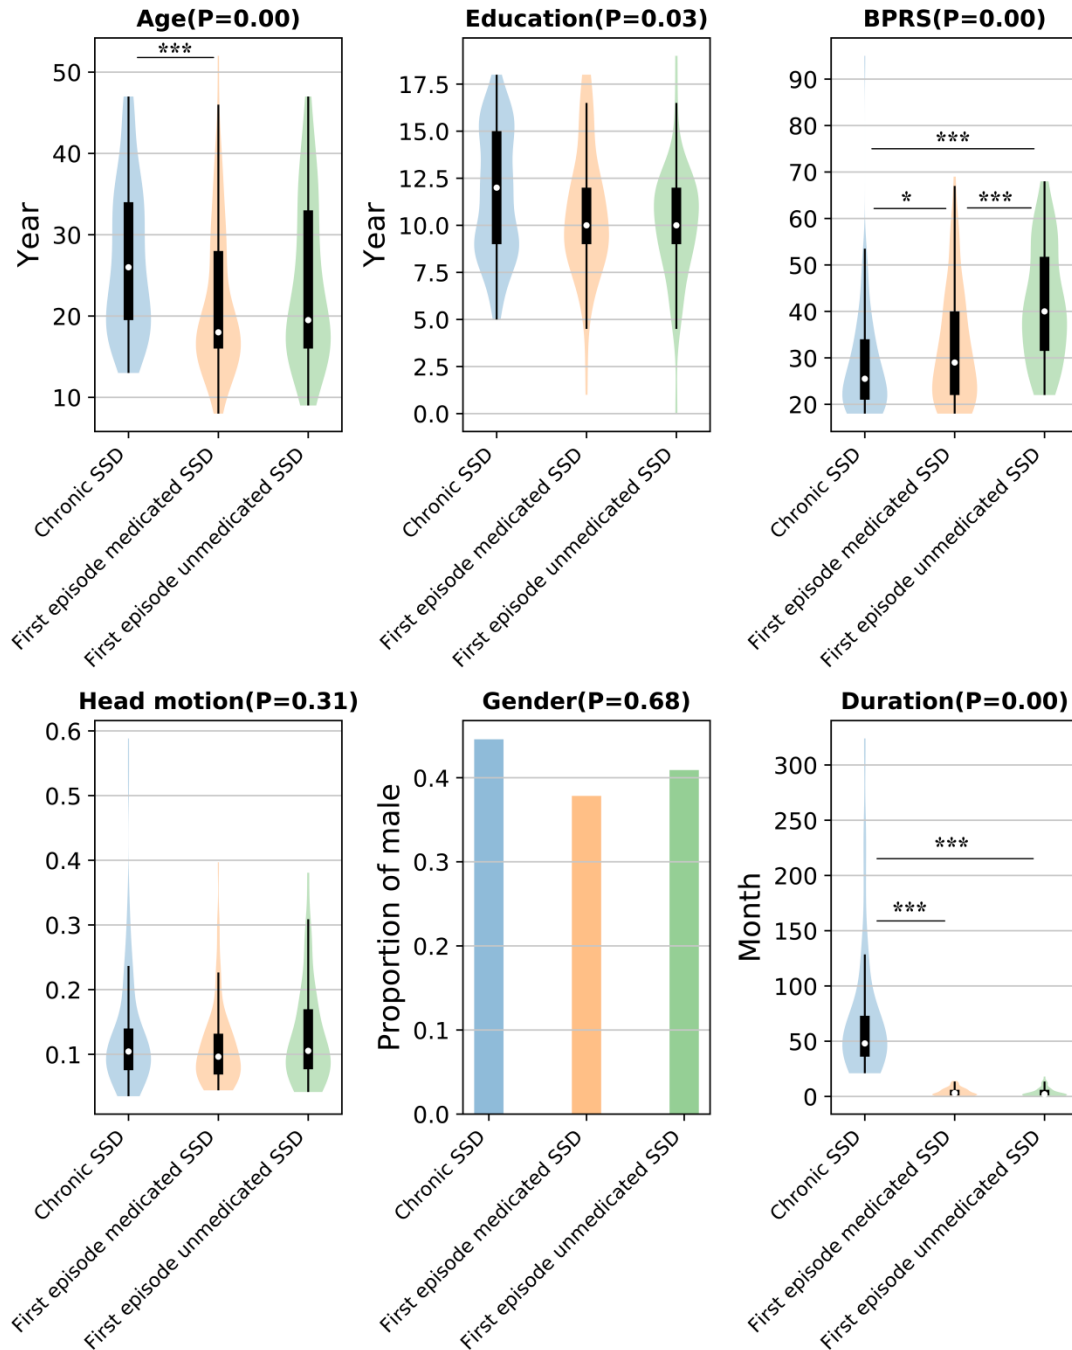 Age(P=0.00)
Education(P=0.03)
BPRS(P=0.00)
***
50
40
30
20
10
Year
17.5
15.0
12.5
10.0
7.5
5.0
2.5
0.0
Year
90
80
70
60
50
40
30
20
***
*
***
Chronic SSD
First episode medicated SSD
First episode unmedicated SSD
Chronic SSD
First episode medicated SSD
First episode unmedicated SSD
Chronic SSD
First episode medicated SSD
First episode unmedicated SSD
Head motion(P=0.31)
Gender(P=0.68)
Duration(P=0.00)
0.6
0.5
0.4
0.3
0.2
0.1
0.4
0.3
0.2
0.1
0.0
Proportion of male
300
250
200
150
100
50
0
Month
***
***
Chronic SSD
First episode medicated SSD
First episode unmedicated SSD
Chronic SSD
First episode medicated SSD
First episode unmedicated SSD
Chronic SSD
First episode medicated SSD
First episode unmedicated SSD